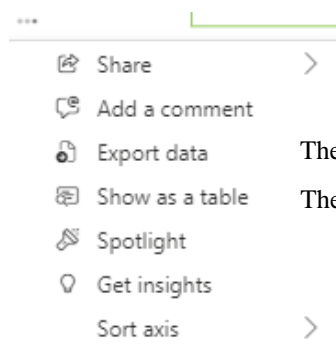 Share
Add a comment
Export data
The
Show as a table
The
Spotlight
Get insights
Sort axis